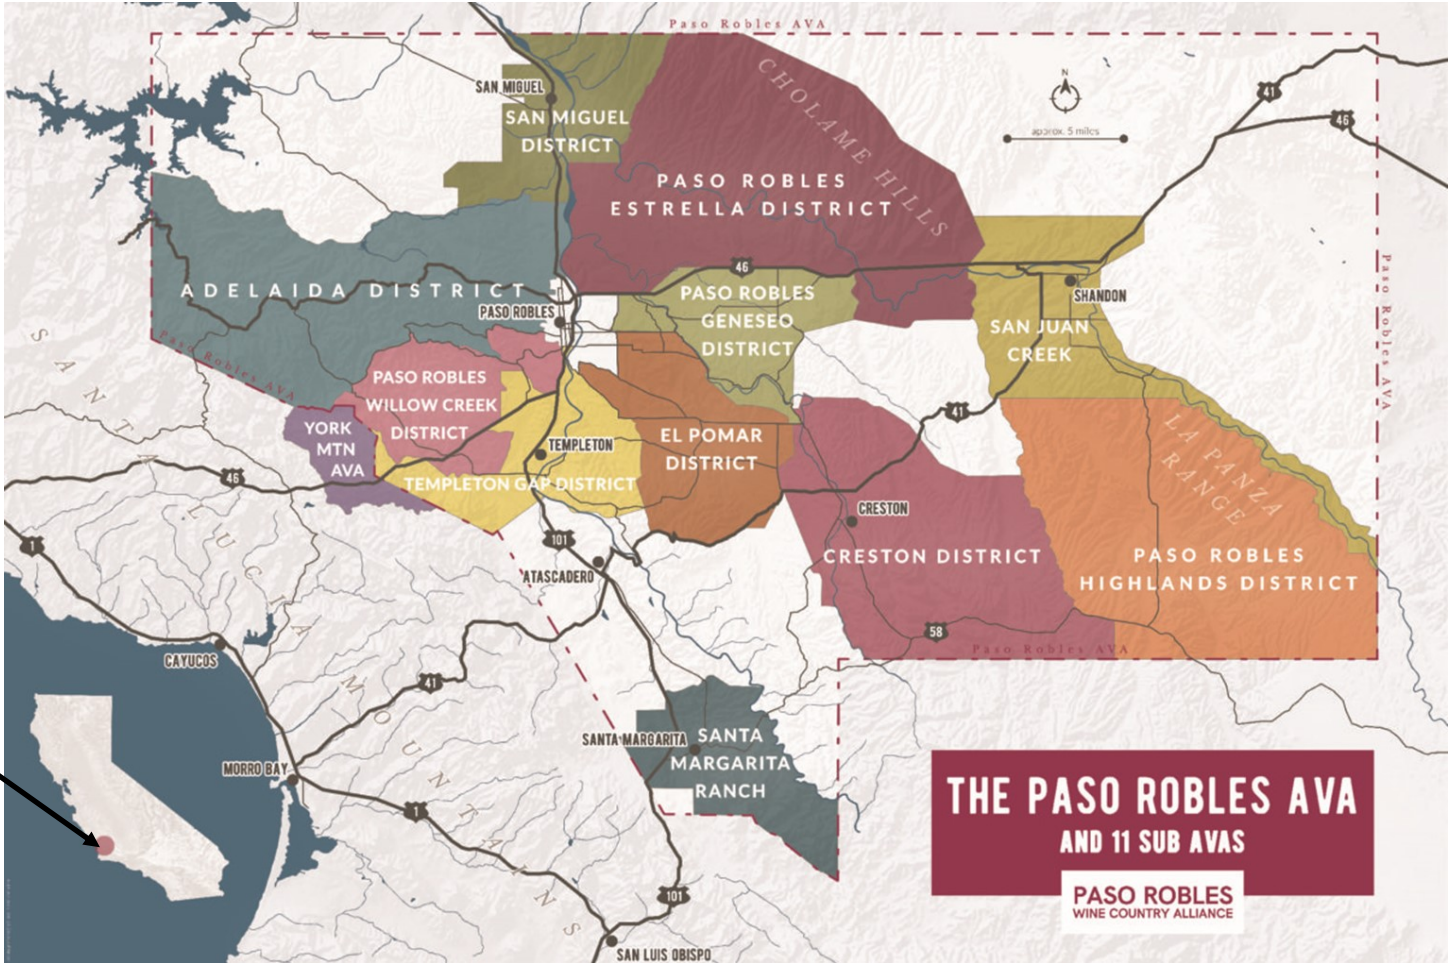 Paso Robles AVA
SAN MIGUEL
SAN MIGUEL
DISTRICT
CHOLAME HILLS
PASO ROBLES
ESTRELLA DISTRICT
N
approx. 5 miles
41
46
ADELAIDA DISTRICT
PASO ROBLES
46
PASO ROBLES
GENESEO
DISTRICT
SHANDON
SAN JUAN
CREEK
Paso Robles AVA
Paso Robles AVA
PASO ROBLES
WILLOW CREEK
DISTRICT
YORK
MTN
AVA
TEMPLETON
TEMPLETON GAP DISTRICT
EL POMAR
DISTRICT
41
LA PANZA
RANGE
46
CRESTON
CRESTON DISTRICT
PASO ROBLES
HIGHLANDS DISTRICT
1
101
ATASCADERO
58
Paso Robles AVA
SANTA LUCIA MOUNTAINS
CAYUCOS
41
SANTA MARGARITA
SANTA
MARGARITA
RANCH
MORRO BAY
1
101
SAN LUIS OBISPO
THE PASO ROBLES AVA
AND 11 SUB AVAS
PASO ROBLES
WINE COUNTRY ALLIANCE